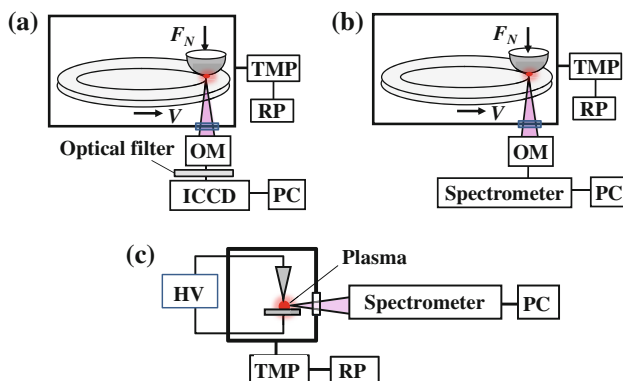 (a)
F_N
TMP
RP
V
OM
Optical filter
ICCD
PC
(b)
F_N
TMP
RP
V
OM
Spectrometer
PC
(c)
Plasma
HV
Spectrometer
PC
TMP
RP